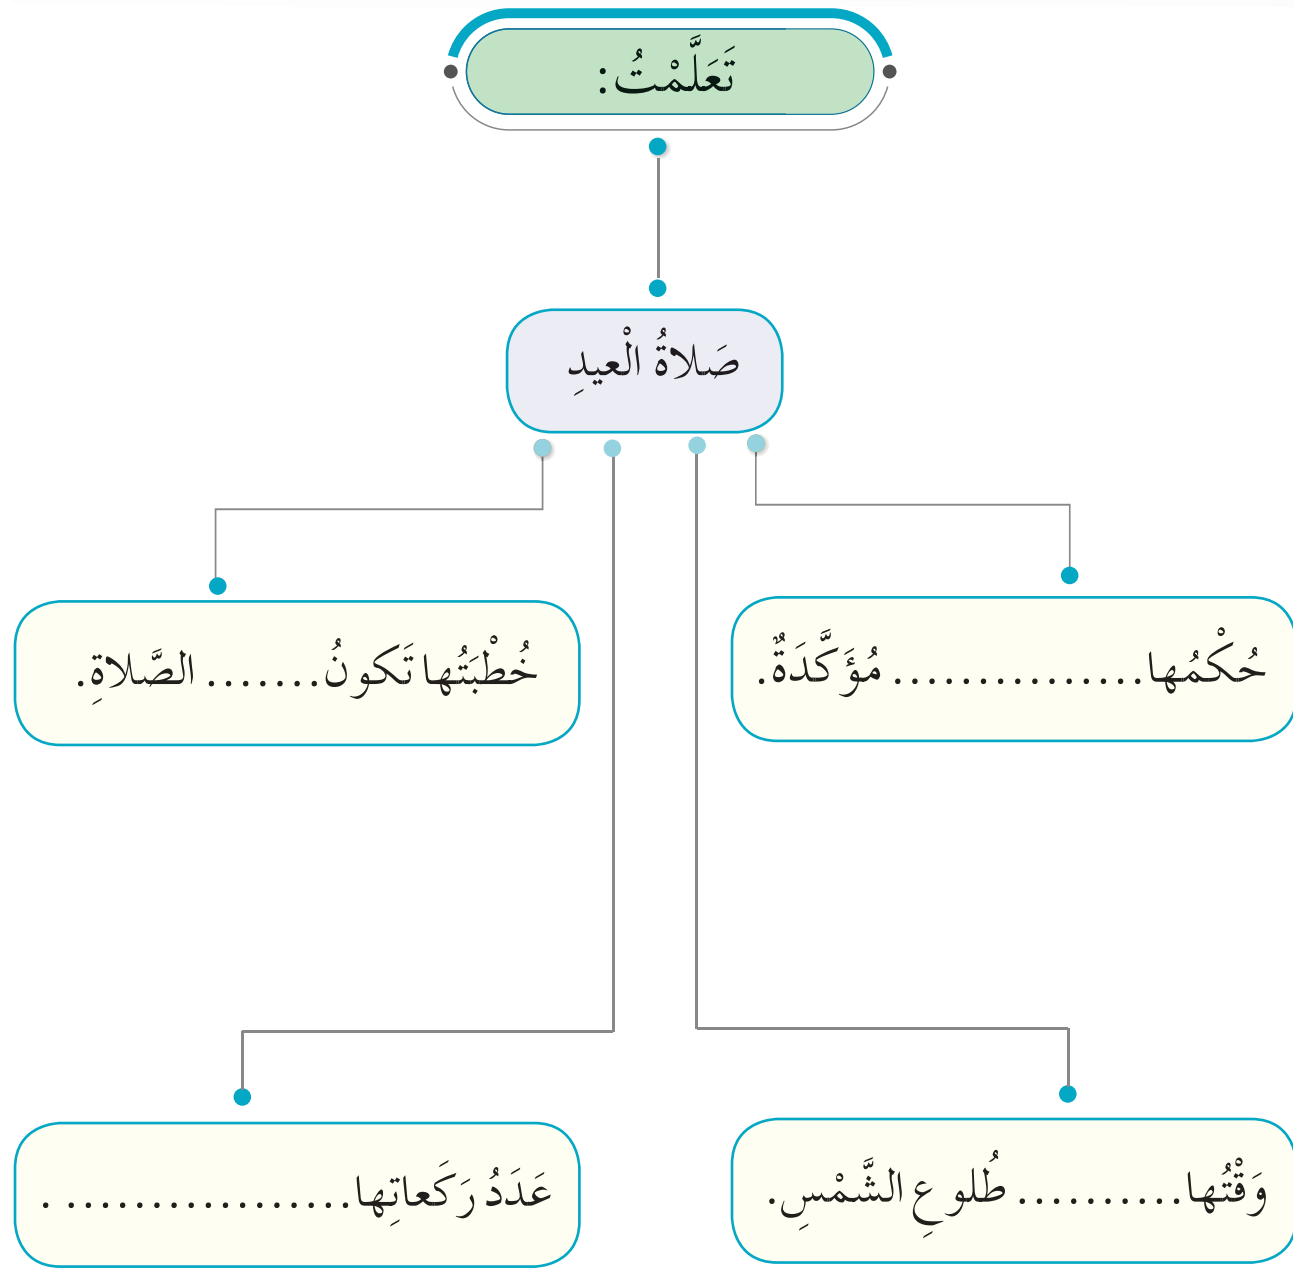 تَعَلَّمْتُ:
صَلاةُ الْعيدِ
حُكْمُها............... مُؤَكَّدَةٌ.
خُطْبَتُها تَكونُ....... الصَّلاةِ.
وَقْتُها.......... طُلوعِ الشَّمْسِ.
عَدَدُ رَكَعاتِها................. .